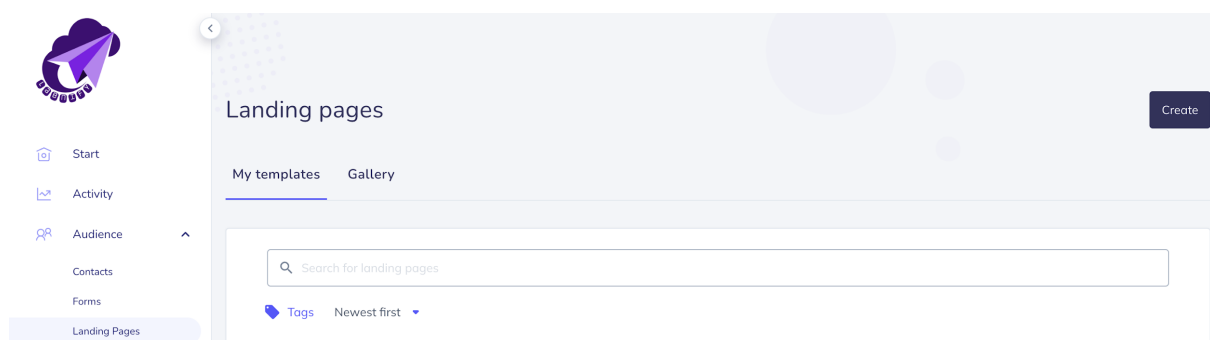 Landing pages
Create
Start
My templates Gallery
Activity
Audience
Search for landing pages
Contacts
Forms
Tags Newest first
Landing Pages